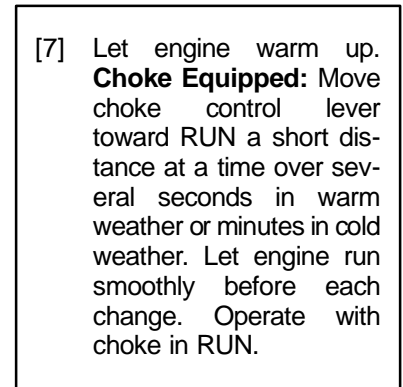 [7] Let engine warm up.
Choke Equipped: Move
choke control lever
toward RUN a short dis-
tance at a time over sev-
eral seconds in warm
weather or minutes in cold
weather. Let engine run
smoothly before each
change. Operate with
choke in RUN.